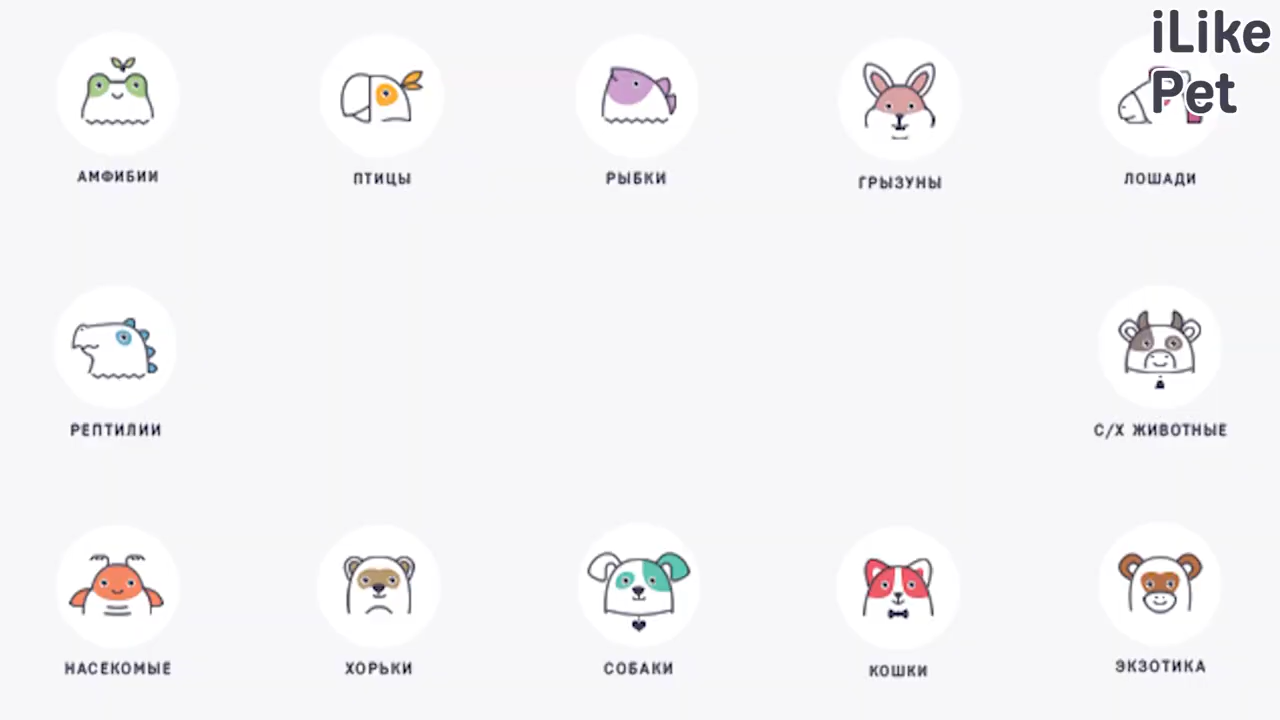 iLike
Pet
АМФИБИИ
ПТИЦЫ
РЫБКИ
ГРЫЗУНЫ
ЛОШАДИ
РЕПТИЛИИ
С/Х ЖИВОТНЫЕ
НАСЕКОМЫЕ
ХОРЬКИ
СОБАКИ
КОШКИ
ЭКЗОТИКА